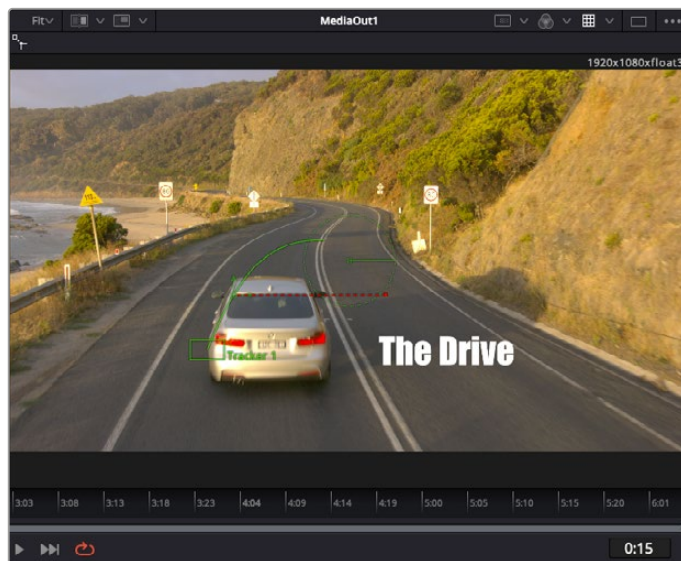 Fit MediaOut1
1920x1080xfloat3
Tracker 1
The Drive
3:03 3:08 3:13 3:18 3:23 4:04 4:09 4:14 4:19 5:00 5:05 5:10 5:15 5:20 6:01
0:15